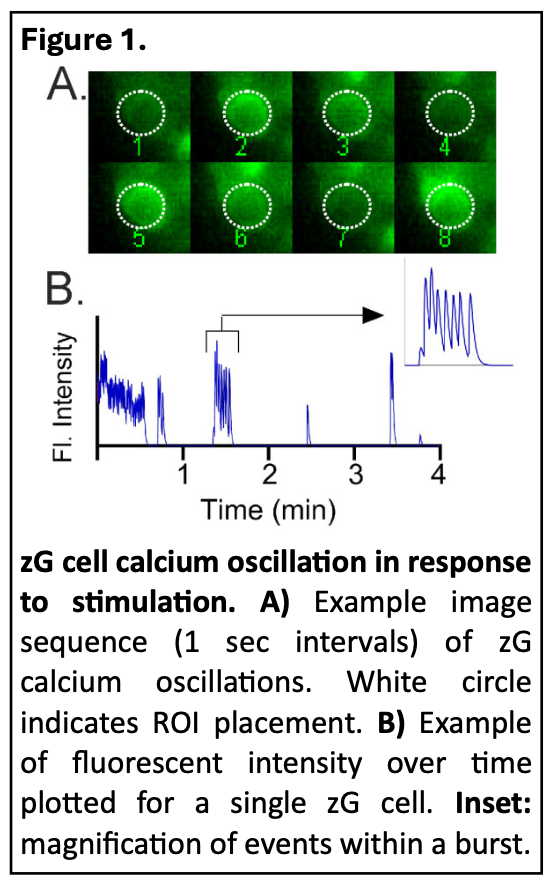 Figure 1.
A.
1 2 3 4
5 6 7 8
B.
Fl. Intensity
1 2 3 4
Time (min)
zG cell calcium oscillation in response
to stimulation. A) Example image
sequence (1 sec intervals) of zG
calcium oscillations. White circle
indicates ROI placement. B) Example
of fluorescent intensity over time
plotted for a single zG cell. Inset:
magnification of events within a burst.